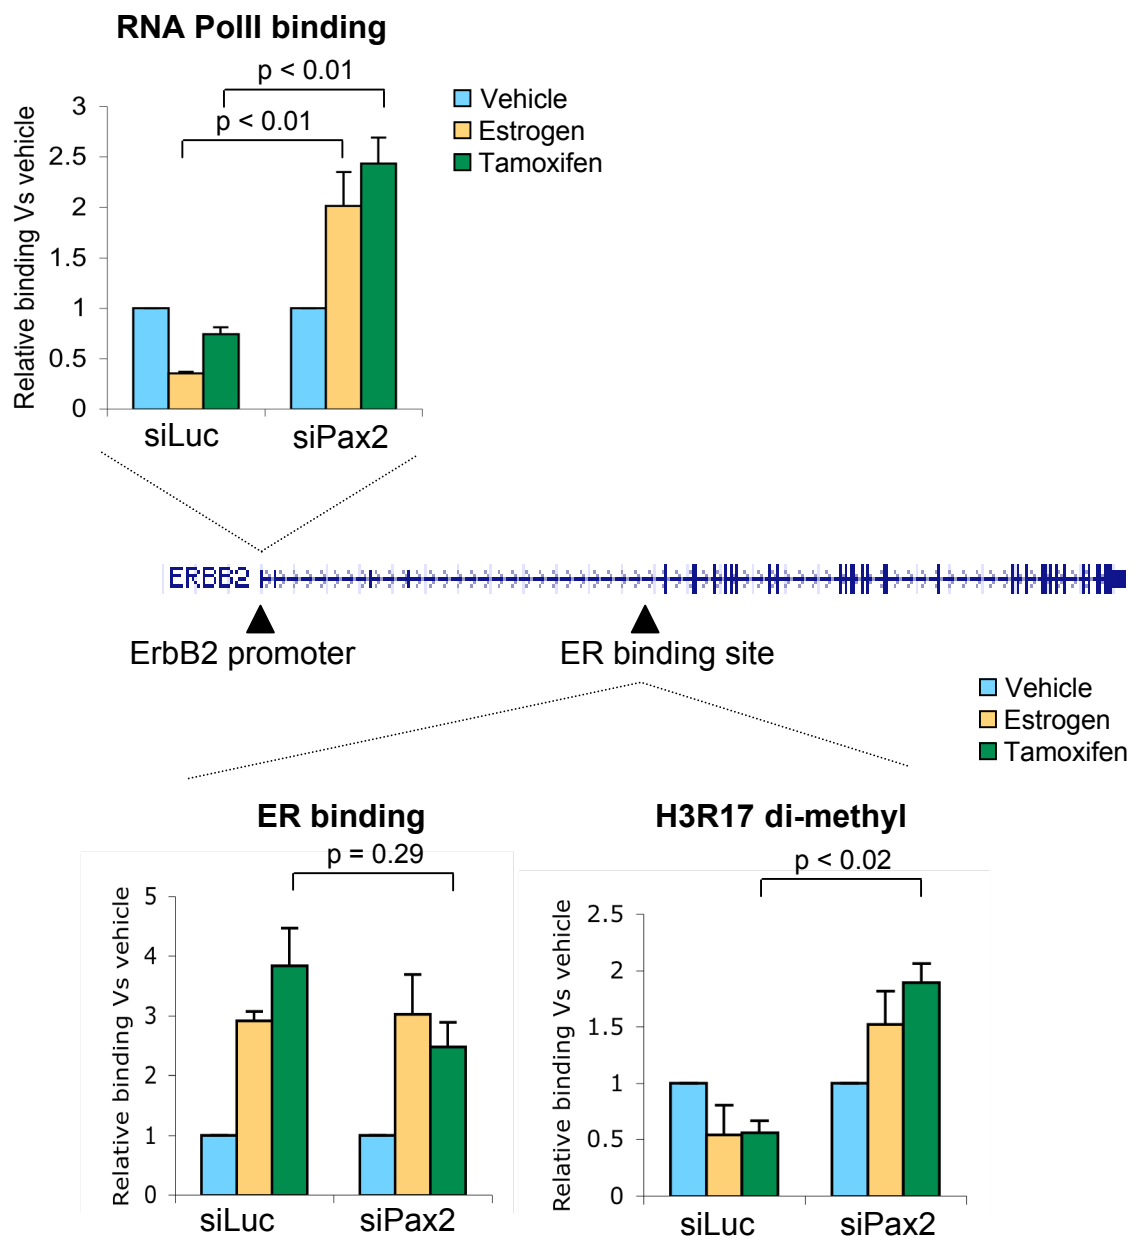 RNA PolII binding
p < 0.01
p < 0.01
Vehicle
Estrogen
Tamoxifen
Relative binding Vs vehicle
3
2.5
2
1.5
1
0.5
0
siLuc
siPax2
ERBB2
ErbB2 promoter
ER binding site
Vehicle
Estrogen
Tamoxifen
ER binding
p = 0.29
Relative binding Vs vehicle
5
4
3
2
1
0
siLuc
siPax2
H3R17 di-methyl
p < 0.02
Relative binding Vs vehicle
2.5
2
1.5
1
0.5
0
siLuc
siPax2